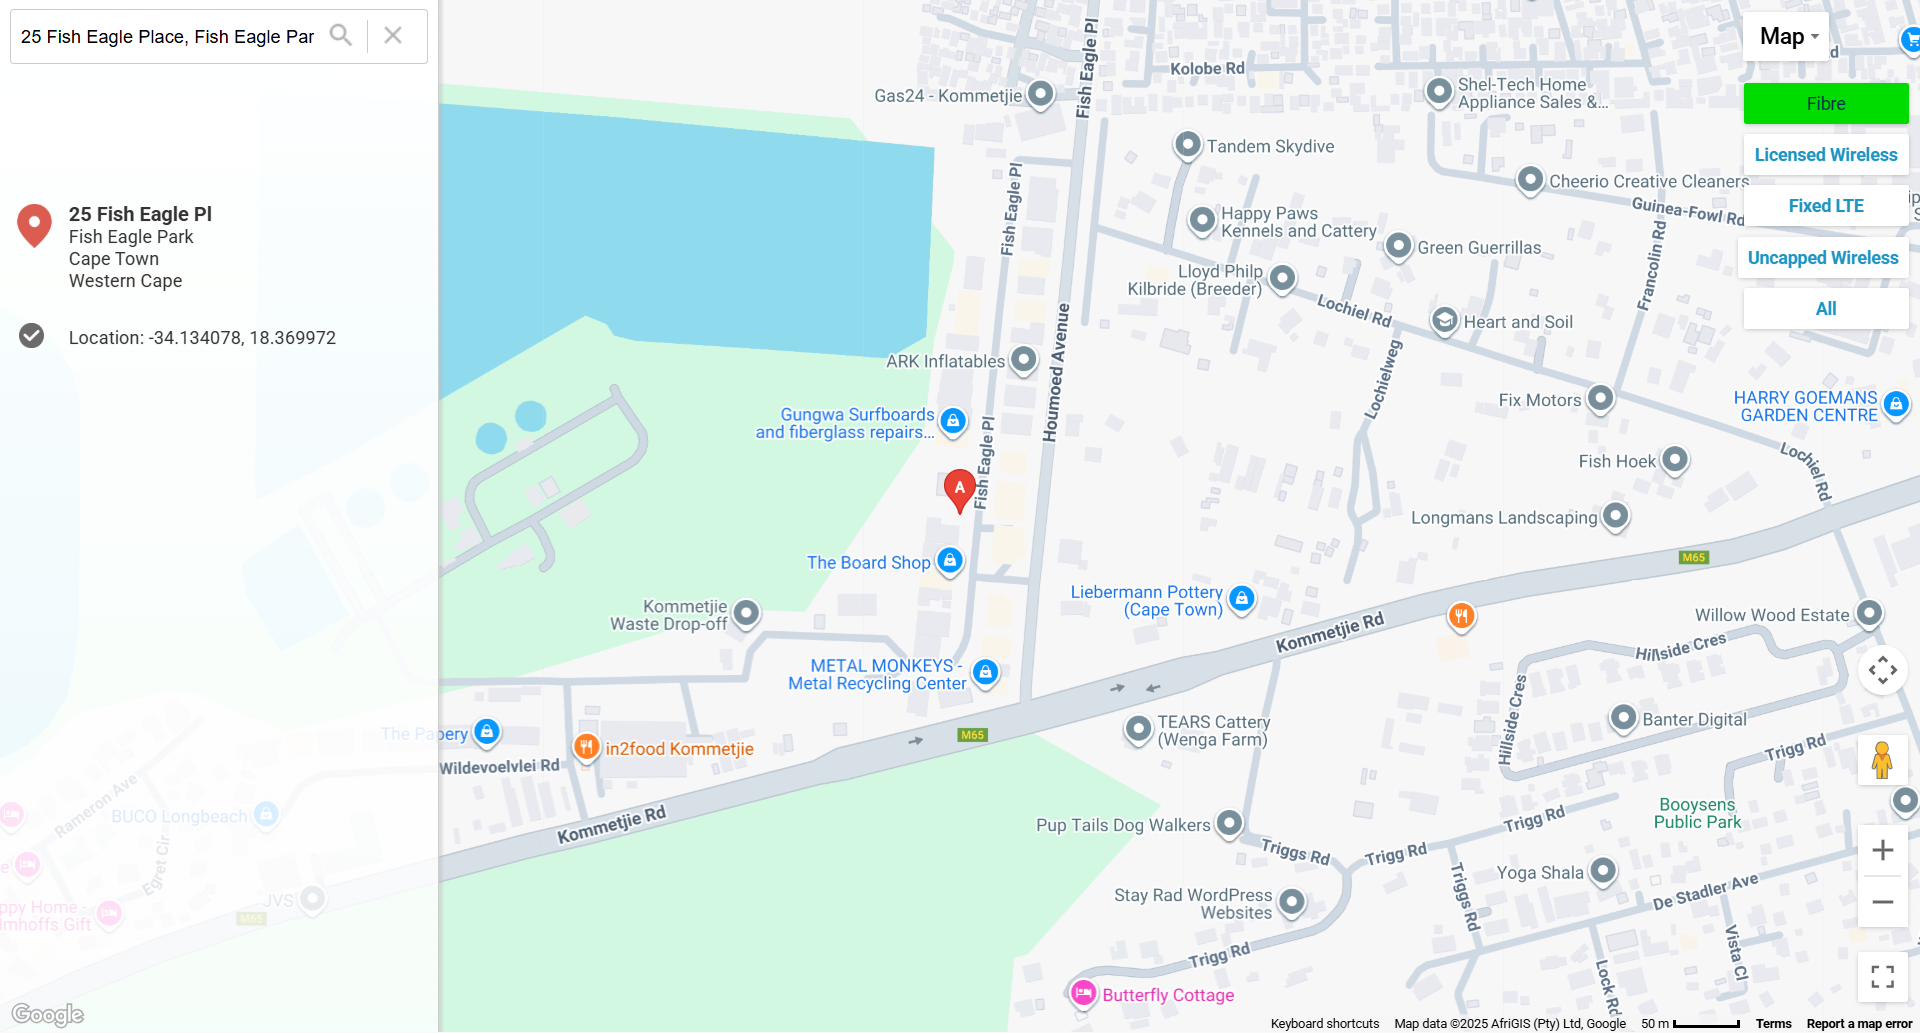 25 Fish Eagle Place, Fish Eagle Par
25 Fish Eagle Pl
Fish Eagle Park
Cape Town
Western Cape
Location: -34.134078, 18.369972
Map
Fibre
Licensed Wireless
Fixed LTE
Uncapped Wireless
All
Kolobe Rd
Fish Eagle Pl
Gas24 - Kommetjie
Shel-Tech Home
Appliance Sales &...
Tandem Skydive
Cheerio Creative Cleaners
Guinea-Fowl Rd
Francolin Rd
Fish Eagle Pl
Happy Paws
Kennels and Cattery
Green Guerrillas
Lloyd Philp
Kilbride (Breeder)
Lochiel Rd
Heart and Soil
Houmoed Avenue
ARK Inflatables
Lochielweg
Fix Motors
HARRY GOEMANS
GARDEN CENTRE
Gungwa Surfboards
and fiberglass repairs...
Fish Eagle Pl
A
Fish Hoek
Lochiel Rd
Longmans Landscaping
M65
The Board Shop
Liebermann Pottery
(Cape Town)
Kommetjie
Waste Drop-off
Kommetjie Rd
Willow Wood Estate
Hillside Cres
METAL MONKEYS -
Metal Recycling Center
Hillside Cres
TEARS Cattery
(Wenga Farm)
Banter Digital
M65
The Papery
in2food Kommetjie
Wildevoelvlei Rd
Trigg Rd
Rameron Ave
BUCO Longbeach
Kommetjie Rd
Booysens
Public Park
Trigg Rd
Pup Tails Dog Walkers
Triggs Rd
Trigg Rd
Egret Cir
Yoga Shala
Triggs Rd
De Stadler Ave
JVS
M65
Stay Rad WordPress
Websites
ppy Home -
lmhoffs Gift
Trigg Rd
Vista Cl
Lock Rd
Butterfly Cottage
Google
Keyboard shortcuts
Map data ©2025 AfriGIS (Pty) Ltd, Google
50 m
Terms
Report a map error